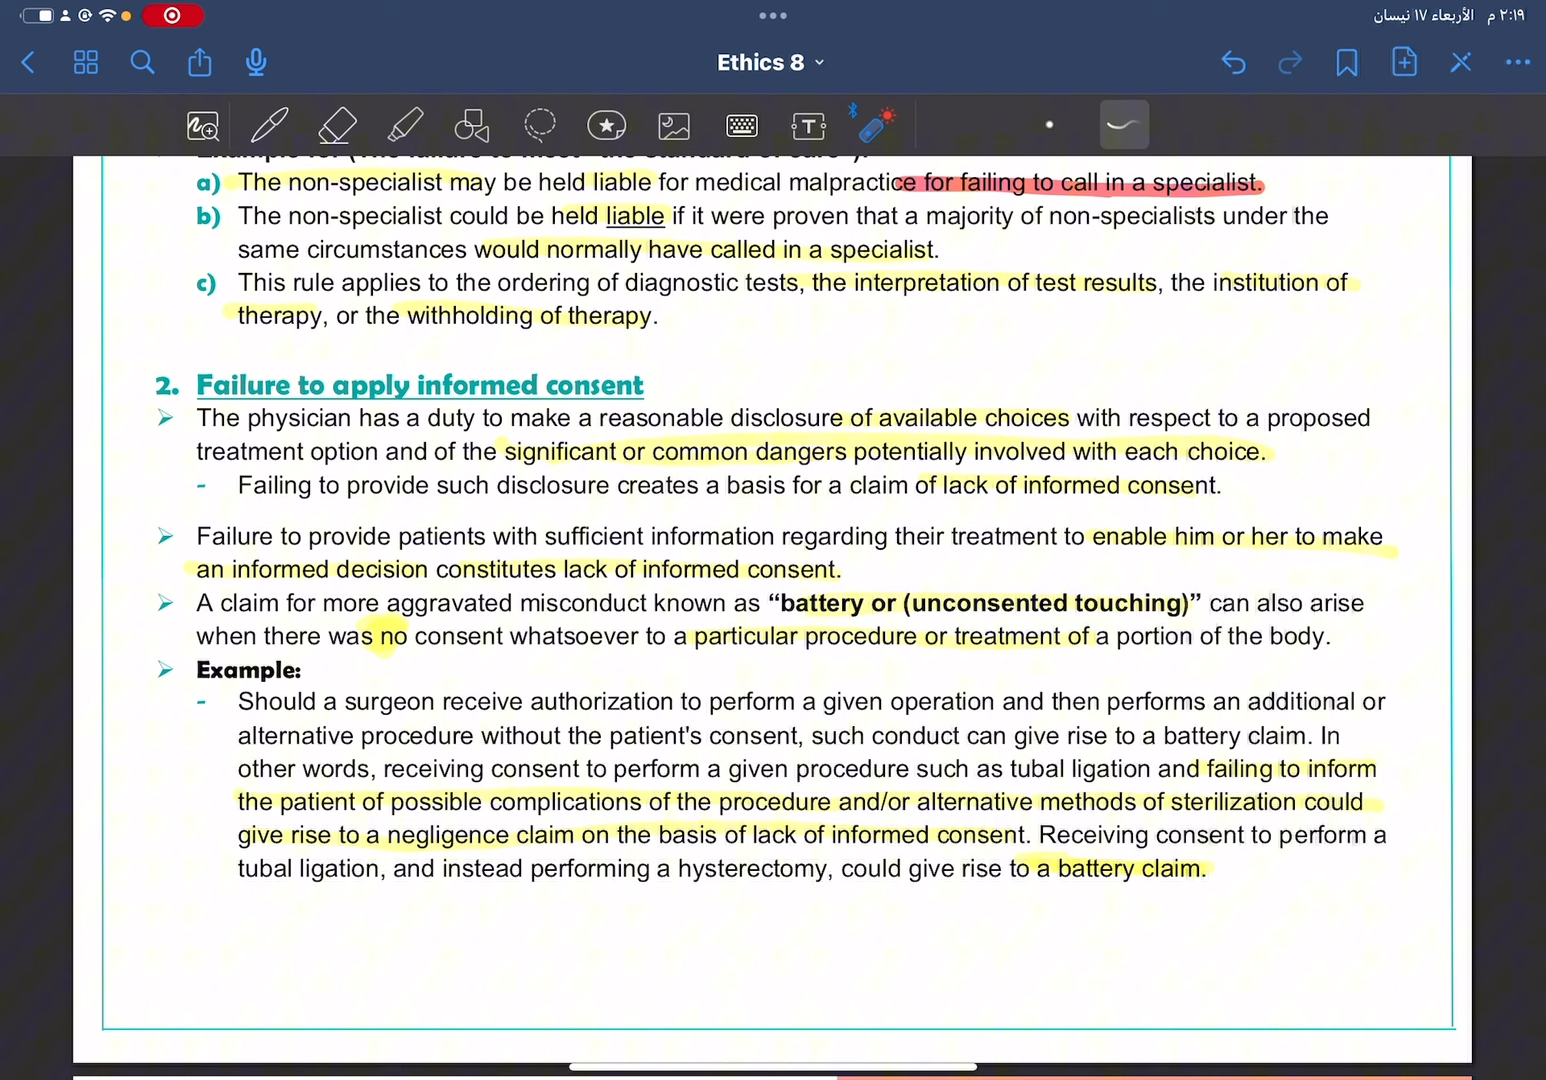 ٢:١٩ م الأربعاء ١٧ نيسان
Ethics 8
a) The non-specialist may be held liable for medical malpractice for failing to call in a specialist.
b) The non-specialist could be held liable if it were proven that a majority of non-specialists under the
same circumstances would normally have called in a specialist.
c) This rule applies to the ordering of diagnostic tests, the interpretation of test results, the institution of
therapy, or the withholding of therapy.
2. Failure to apply informed consent
➢ The physician has a duty to make a reasonable disclosure of available choices with respect to a proposed
treatment option and of the significant or common dangers potentially involved with each choice.
- Failing to provide such disclosure creates a basis for a claim of lack of informed consent.
➢ Failure to provide patients with sufficient information regarding their treatment to enable him or her to make
an informed decision constitutes lack of informed consent.
➢ A claim for more aggravated misconduct known as “battery or (unconsented touching)” can also arise
when there was no consent whatsoever to a particular procedure or treatment of a portion of the body.
➢ Example:
- Should a surgeon receive authorization to perform a given operation and then performs an additional or
alternative procedure without the patient's consent, such conduct can give rise to a battery claim. In
other words, receiving consent to perform a given procedure such as tubal ligation and failing to inform
the patient of possible complications of the procedure and/or alternative methods of sterilization could
give rise to a negligence claim on the basis of lack of informed consent. Receiving consent to perform a
tubal ligation, and instead performing a hysterectomy, could give rise to a battery claim.